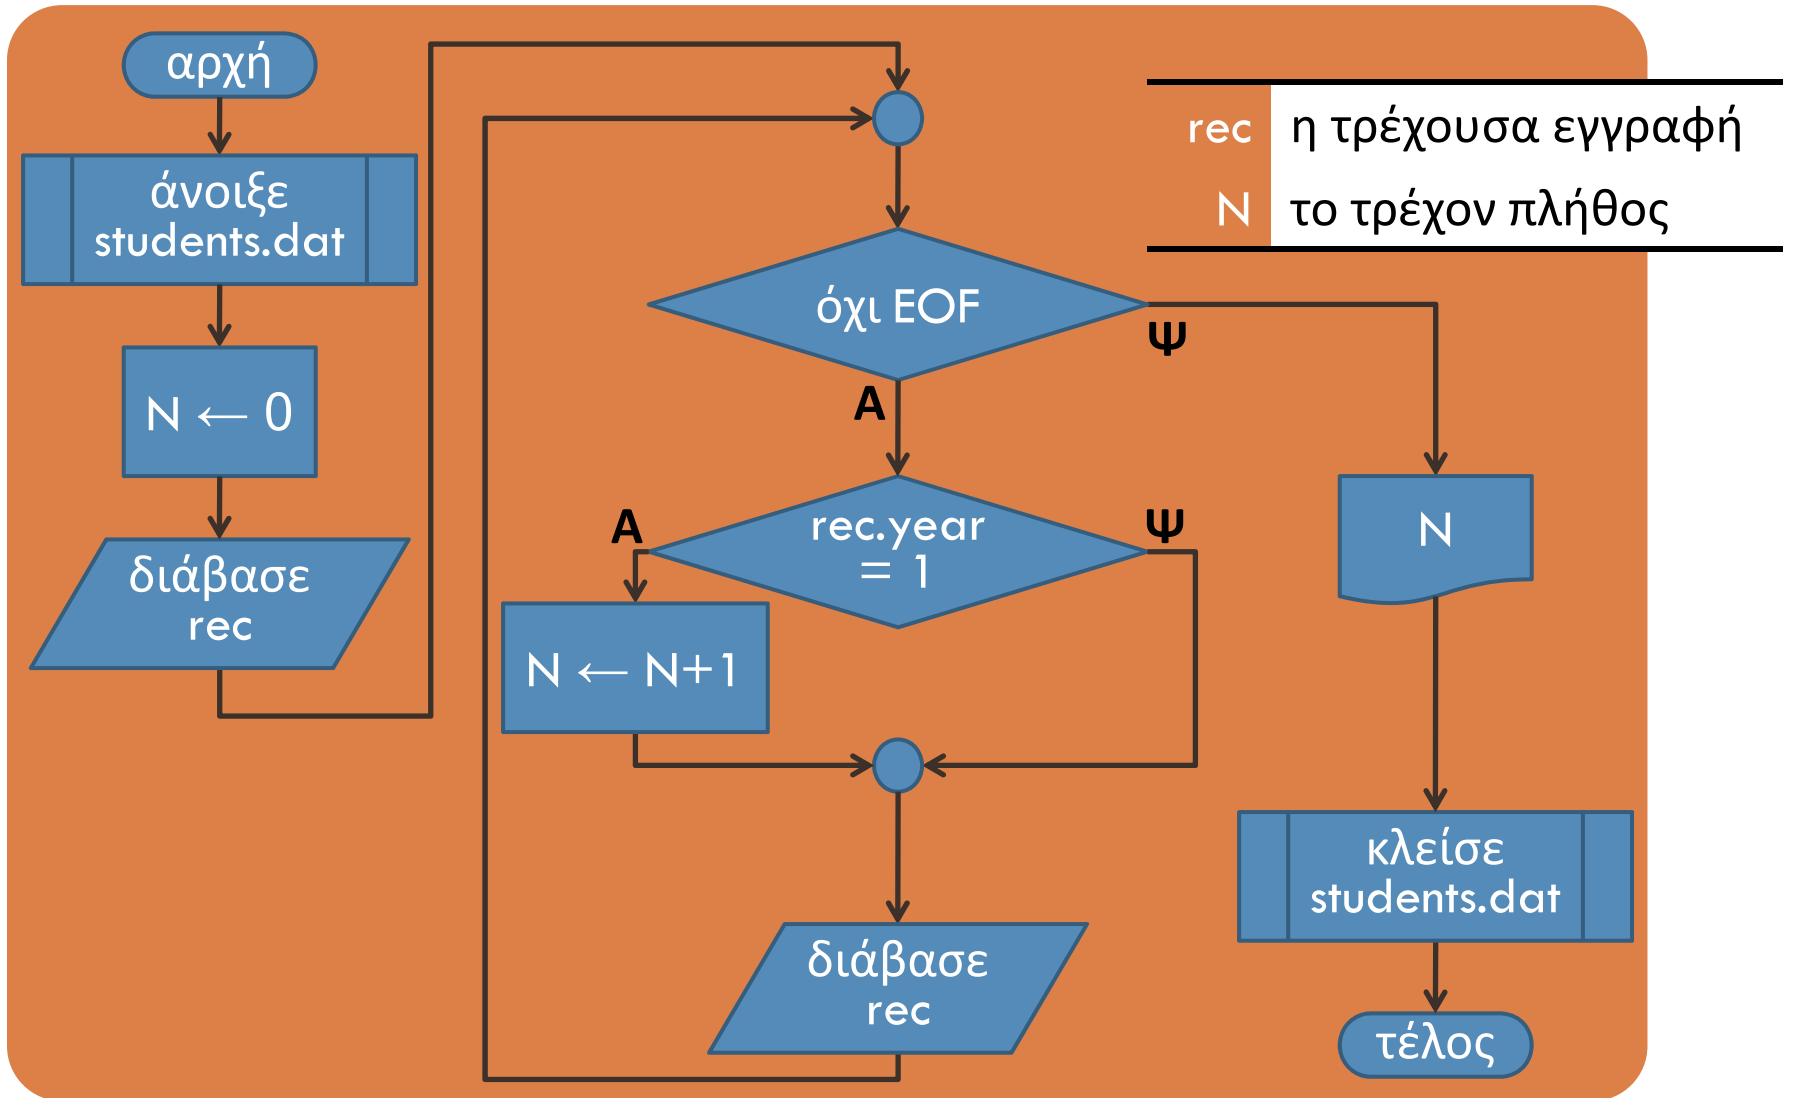 αρχή
άνοιξε
students.dat
N ← 0
διάβασε
rec
όχι EOF
Ψ
Α
rec.year
= 1
Α
Ψ
N ← N+1
διάβασε
rec
rec η τρέχουσα εγγραφή
N το τρέχον πλήθος
N
κλείσε
students.dat
τέλος